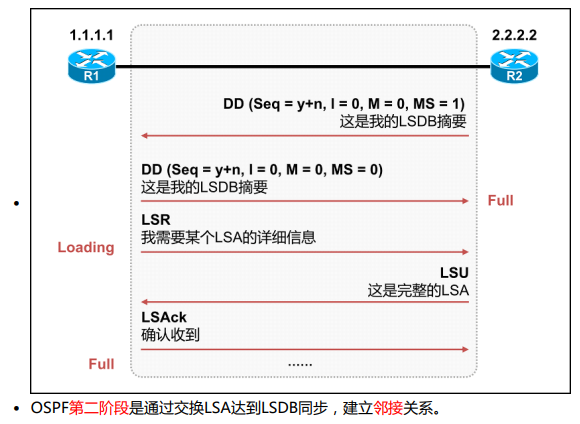 1.1.1.1
2.2.2.2
R1
R2
DD (Seq = y+n, I = 0, M = 0, MS = 1)
这是我的LSDB摘要
DD (Seq = y+n, I = 0, M = 0, MS = 0)
这是我的LSDB摘要
Full
LSR
我需要某个LSA的详细信息
Loading
LSU
这是完整的LSA
LSAck
确认收到
Full
......
OSPF第二阶段是通过交换LSA达到LSDB同步，建立邻接关系。